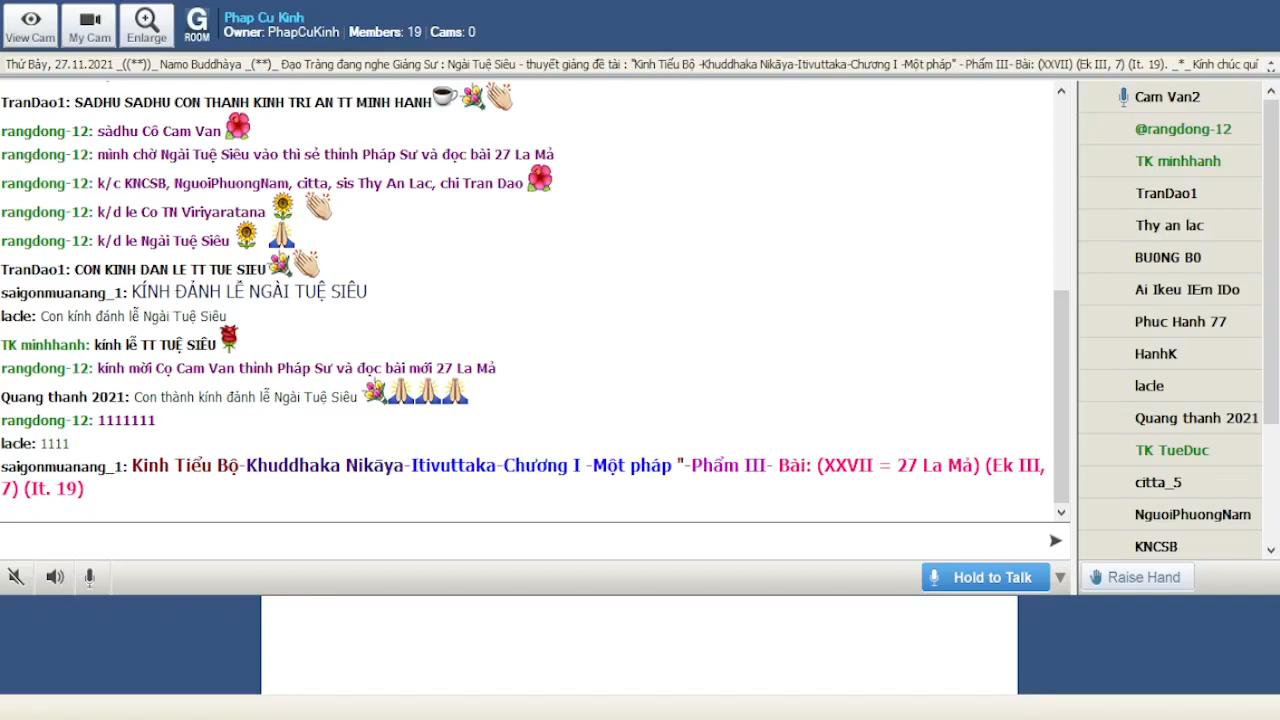 View Cam
My Cam
Enlarge
G
ROOM
Phap Cu Kinh
Owner: PhapCuKinh | Members: 19 | Cams: 0
Thứ Bảy, 27.11.2021 _((**))_ Namo Buddhàya _(**)_ Đạo Tràng đang nghe Giảng Sư : Ngài Tuệ Siêu - thuyết giảng đề tài : "Kinh Tiểu Bộ -Khuddhaka Nikāya-Itivuttaka-Chương I -Một pháp" - Phẩm III- Bài: (XXVII) (Ek III, 7) (It. 19). _*_ Kính chúc quí
TranDao1: SADHU SADHU CON THANH KINH TRI AN TT MINH HANH
rangdong-12: sàdhu Cô Cam Van
rangdong-12: mình chờ Ngài Tuệ Siêu vào thì sẻ thỉnh Pháp Sư và đọc bài 27 La Mả
rangdong-12: k/c KNCSB, NguoiPhuongNam, citta, sis Thy An Lac, chi Tran Dao
rangdong-12: k/d le Co TN Viriyaratana
rangdong-12: k/d le Ngài Tuệ Siêu
TranDao1: CON KINH DAN LE TT TUE SIEU
saigonmuanang_1: KÍNH ĐẢNH LỄ NGÀI TUỆ SIÊU
lacle: Con kính đảnh lễ Ngài Tuệ Siêu
TK minhhanh: kính lễ TT TUỆ SIÊU
rangdong-12: kính mời Cọ Cam Van thỉnh Pháp Sư và đọc bài mới 27 La Mả
Quang thanh 2021: Con thành kính đảnh lễ Ngài Tuệ Siêu
rangdong-12: 1111111
lacle: 1111
saigonmuanang_1: Kinh Tiểu Bộ-Khuddhaka Nikāya-Itivuttaka-Chương I -Một pháp "-Phẩm III- Bài: (XXVII = 27 La Mả) (Ek III,
7) (It. 19)
Cam Van2
@rangdong-12
TK minhhanh
TranDao1
Thy an lac
BU0NG B0
Ai Ikeu IEm IDo
Phuc Hanh 77
HanhK
lacle
Quang thanh 2021
TK TueDuc
citta_5
NguoiPhuongNam
KNCSB
Hold to Talk
Raise Hand